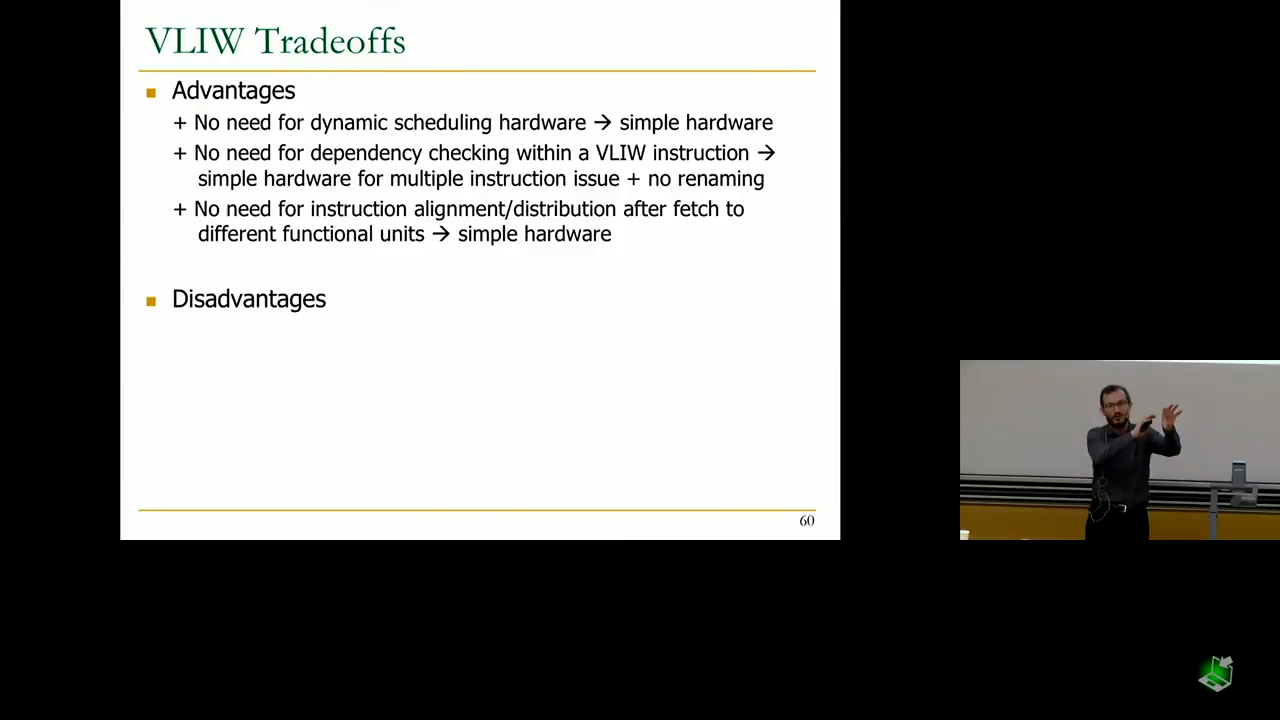 VLIW Tradeoffs
■ Advantages
+ No need for dynamic scheduling hardware → simple hardware
+ No need for dependency checking within a VLIW instruction →
simple hardware for multiple instruction issue + no renaming
+ No need for instruction alignment/distribution after fetch to
different functional units → simple hardware
■ Disadvantages
60